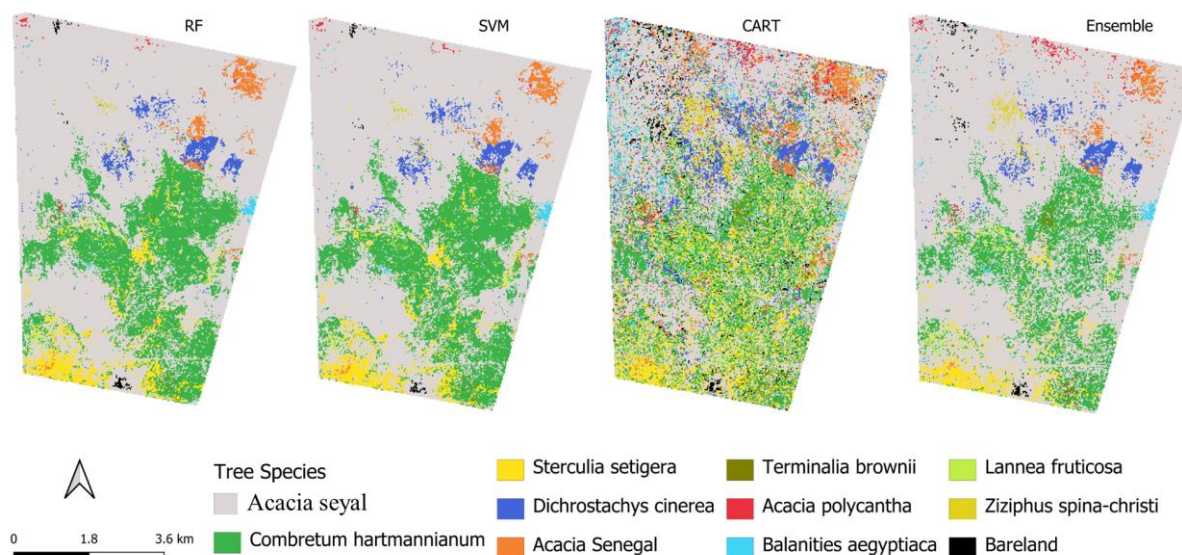 RF SVM CART Ensemble
Tree Species
Acacia seyal
Combretum hartmannianum
Sterculia setigera
Dichrostachys cinerea
Acacia Senegal
Terminalia brownii
Acacia polycantha
Balanities aegyptiaca
Lannea fruticosa
Ziziphus spina-christi
Bareland
0 1.8 3.6 km